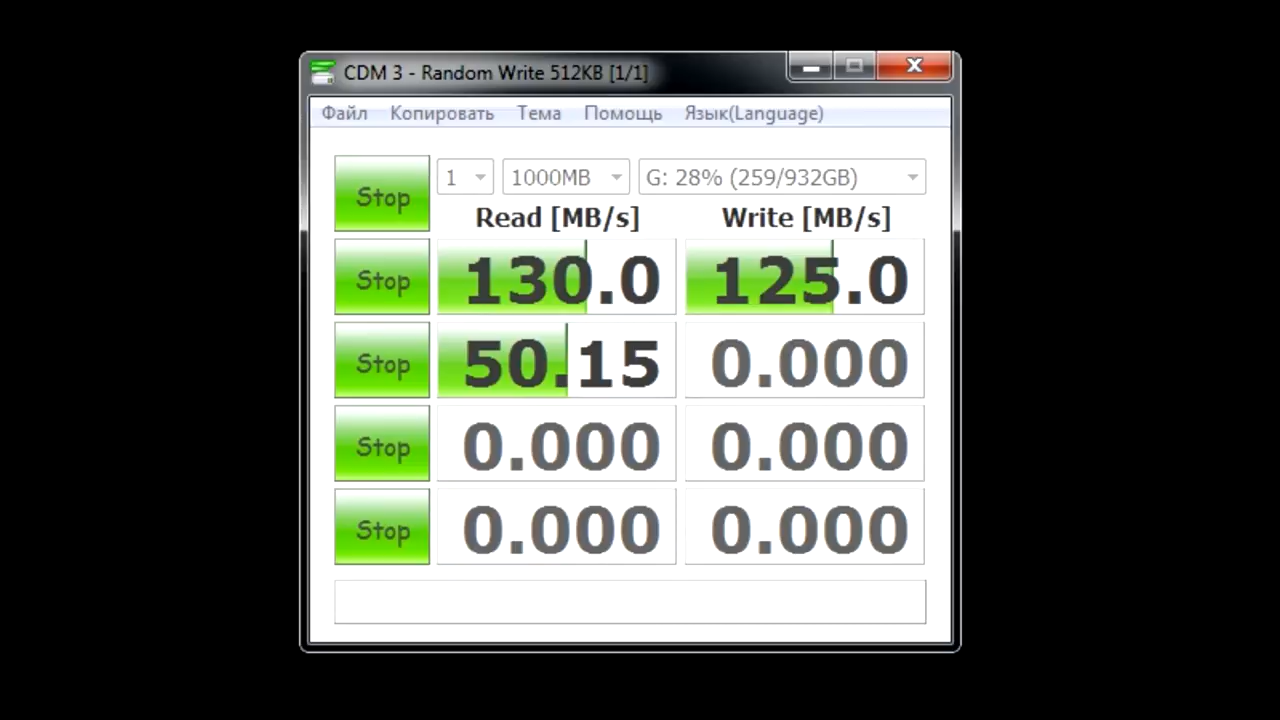 CDM 3 - Random Write 512KB [1/1]
Файл Копировать Тема Помощь Язык(Language)
Stop 1 1000MB G: 28% (259/932GB)
Read [MB/s] Write [MB/s]
Stop 130.0 125.0
Stop 50.15 0.000
Stop 0.000 0.000
Stop 0.000 0.000